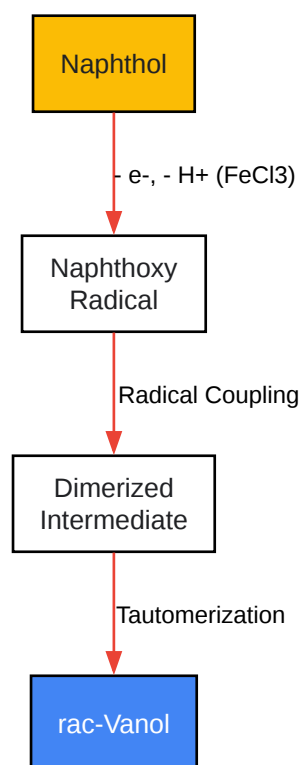 Naphthol
- e-, - H+ (FeCl3)
Naphthoxy
Radical
Radical Coupling
Dimerized
Intermediate
Tautomerization
rac-Vanol